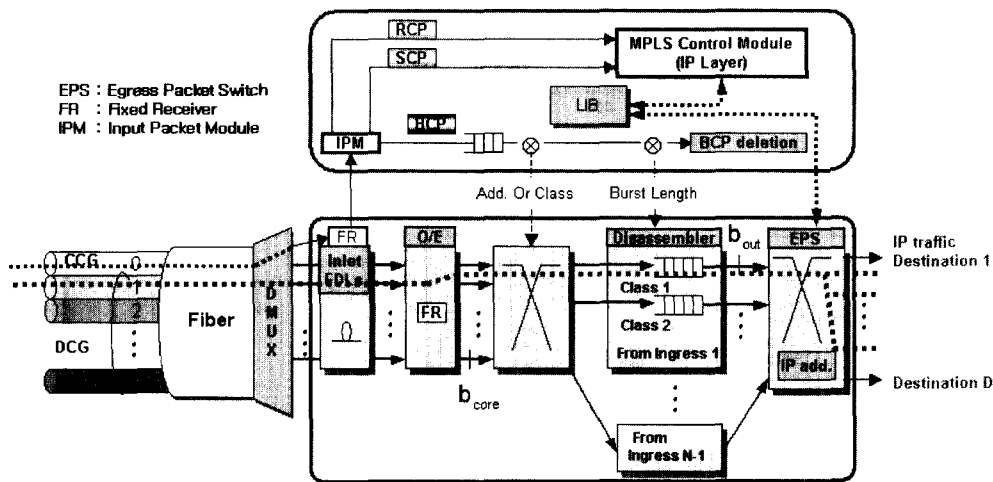 RCP
SCP
MPLS Control Module
(IP Layer)
EPS : Egress Packet Switch
FR : Fixed Receiver
IPM : Input Packet Module
LIB
BCP
IPM
BCP deletion
Add. Or Class
Burst Length
FR
O/E
Disassembler
b out
EPS
IP traffic
Destination 1
CCG
0
1
2
DCG
Fiber
DMUX
Inlet
FDLs
FR
Class 1
Class 2
From Ingress 1
IP add.
b core
Destination D
From
Ingress N-1